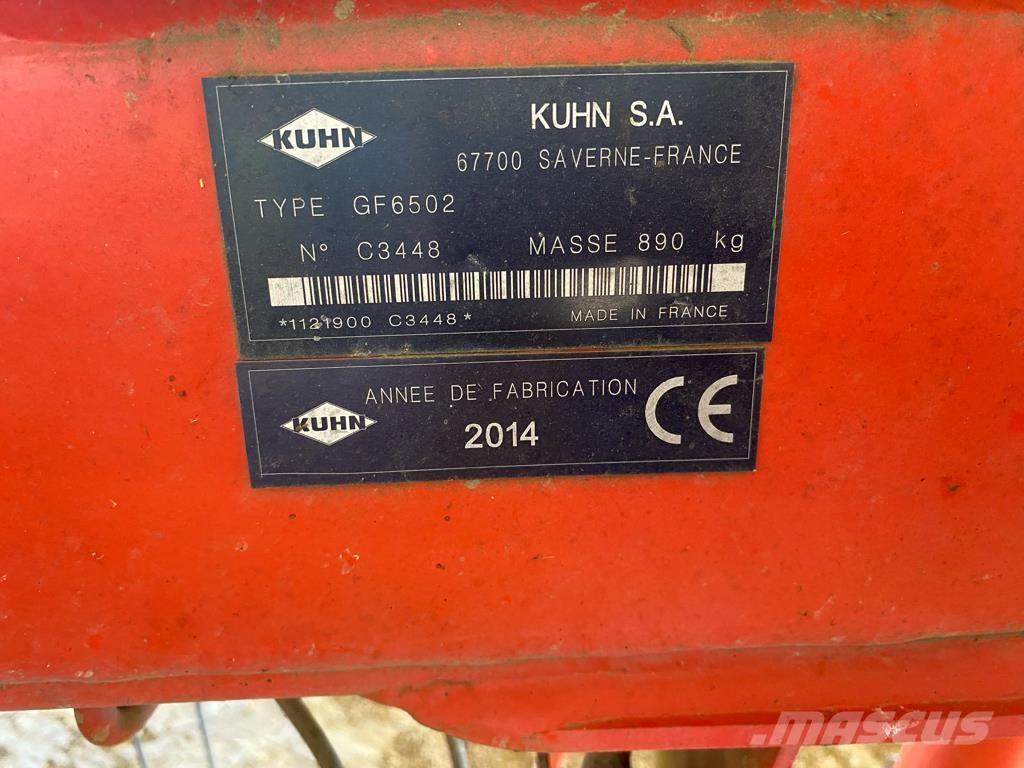 KUHN
KUHN S.A.
67700 SAVERNE-FRANCE
TYPE GF6502
N° C3448 MASSE 890 kg
*1121900 C3448*
MADE IN FRANCE
ANNEE DE FABRICATION
KUHN
2014
CE
MASCUS